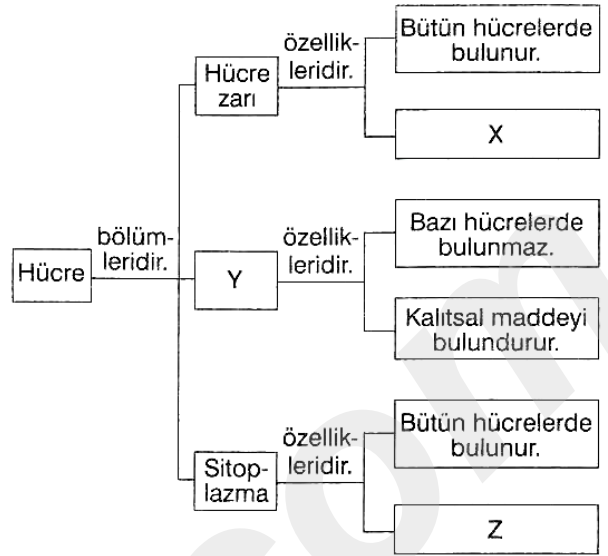 Hücre
bölüm-
leridir.
Hücre
zarı
özellik-
leridir.
Bütün hücrelerde
bulunur.
X
Y
özellik-
leridir.
Bazı hücrelerde
bulunmaz.
Kalıtsal maddeyi
bulundurur.
Sitop-
lazma
özellik-
leridir.
Bütün hücrelerde
bulunur.
Z
com